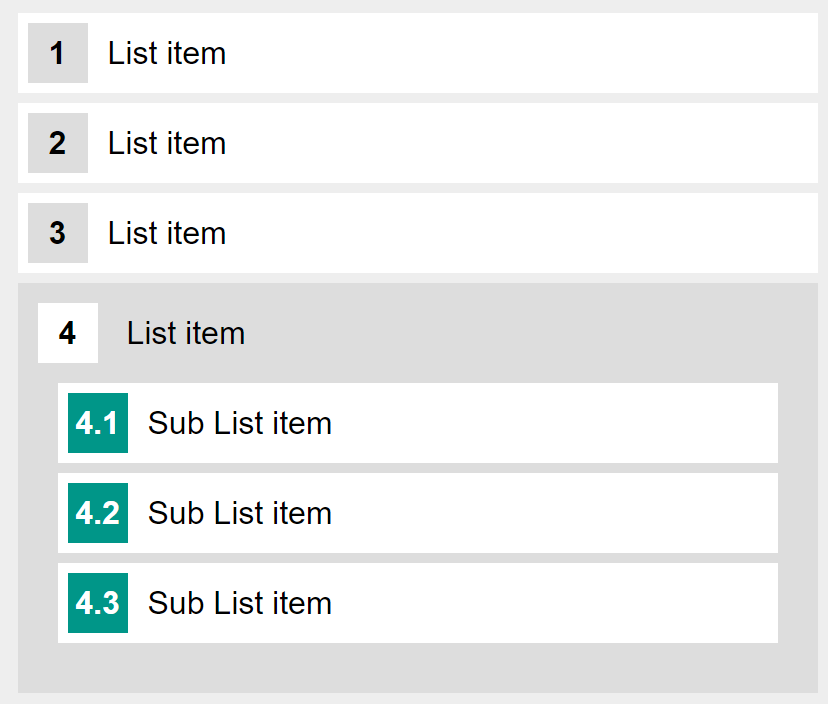 1 List item
2 List item
3 List item
4 List item
4.1 Sub List item
4.2 Sub List item
4.3 Sub List item